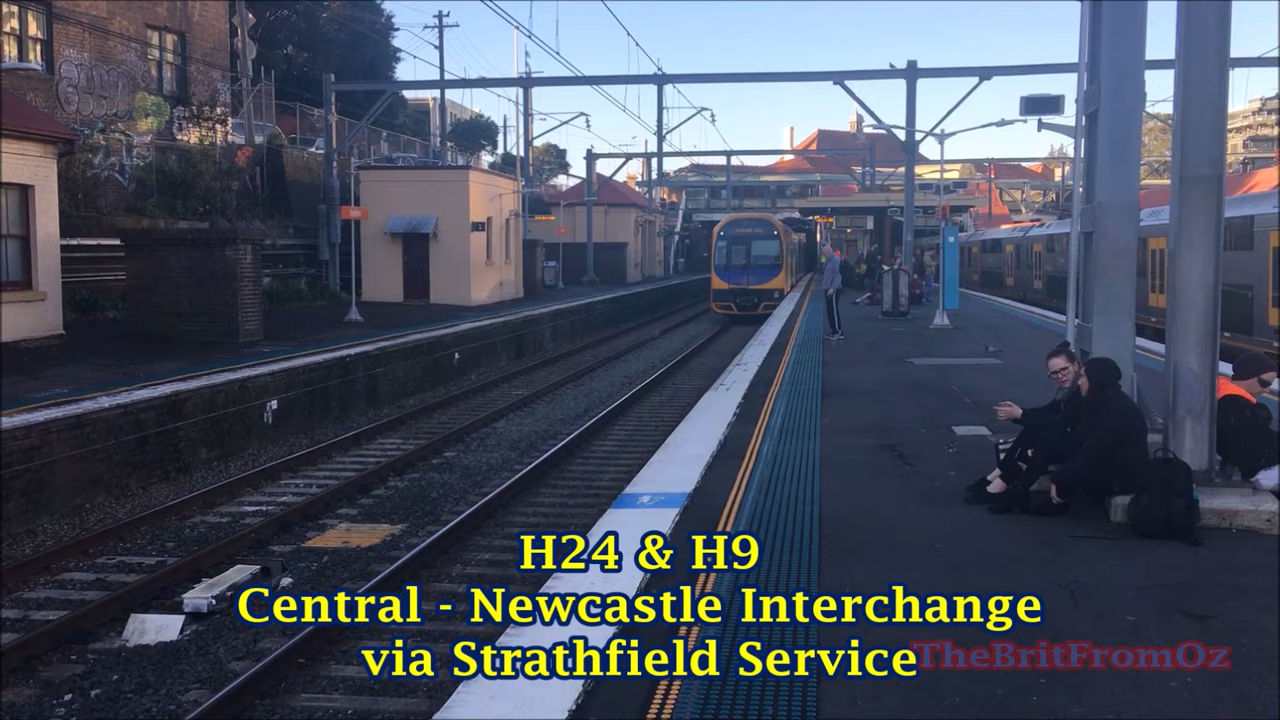 H24 & H9
Central - Newcastle Interchange
via Strathfield Service
TheBritFromOz